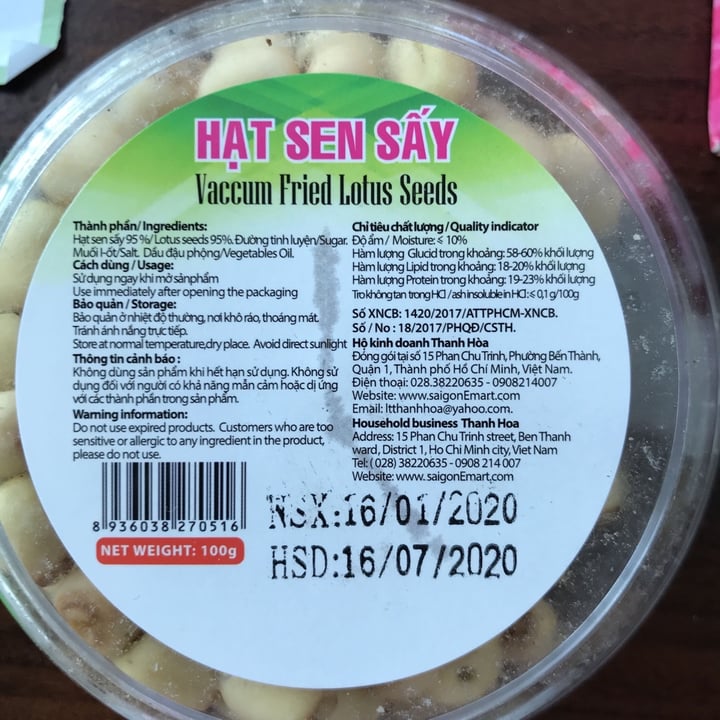 HẠT SEN SẤY
Vaccum Fried Lotus Seeds
Thành phần/ Ingredients:
Hạt sen sấy 95 %/ Lotus seeds 95%. Đường tinh luyện/Sugar.
Muối I-ốt/Salt. Dầu đậu phộng/Vegetables Oil.
Cách dùng / Usage:
Sử dụng ngay khi mở sản phẩm
Use immediately after opening the packaging
Bảo quản / Storage:
Bảo quản ở nhiệt độ thường, nơi khô ráo, thoáng mát.
Tránh ánh nắng trực tiếp.
Store at normal temperature, dry place. Avoid direct sunlight
Thông tin cảnh báo :
Không dùng sản phẩm khi hết hạn sử dụng. Không sử
dụng đối với người có khả năng mẫn cảm hoặc dị ứng
với các thành phần trong sản phẩm.
Warning information:
Do not use expired products. Customers who are too
sensitive or allergic to any ingredient in the product,
please do not use.
8 936038 270516
NET WEIGHT: 100g
Chỉ tiêu chất lượng / Quality indicator
Độ ẩm / Moisture: ≤ 10%
Hàm lượng Glucid trong khoảng: 58-60% khối lượng
Hàm lượng Lipid trong khoảng: 18-20% khối lượng
Hàm lượng Protein trong khoảng: 19-23% khối lượng
Tro không tan trong HCl / ash insoluble in HCl: ≤ 0,1 g/100g
Số XNCB: 1420/2017/ATTPHCM-XNCB.
Số / No : 18/2017/PHQĐ/CSTH.
Hộ kinh doanh Thanh Hòa
Đóng gói tại số 15 Phan Chu Trinh, Phường Bến Thành,
Quận 1, Thành phố Hồ Chí Minh, Việt Nam.
Điện thoại: 028.38220635 - 0908214007
Website: www.saigonEmart.com
Email: ltthanhhoa@yahoo.com.
Household business Thanh Hoa
Address: 15 Phan Chu Trinh street, Ben Thanh
ward, District 1, Ho Chi Minh city, Viet Nam
Tel: ( 028) 38220635 - 0908 214 007
Website: www.saigonEmart.com
NSX:16/01/2020
HSD:16/07/2020